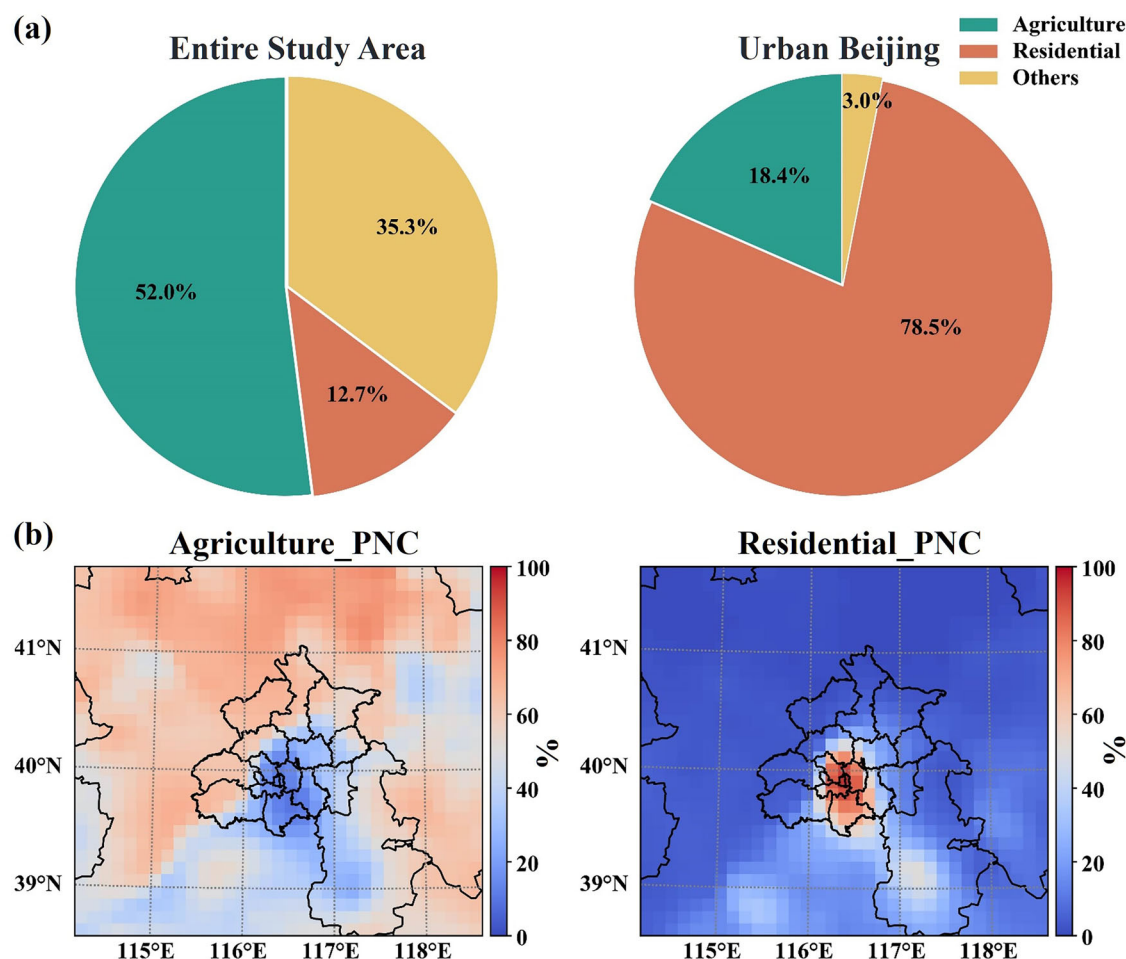 (a)
Entire Study Area
Urban Beijing
Agriculture
Residential
Others
35.3%
52.0%
12.7%
3.0%
18.4%
78.5%
(b)
Agriculture_PNC
Residential_PNC
41°N
40°N
39°N
115°E
116°E
117°E
118°E
100
80
60
40
20
0
%
41°N
40°N
39°N
115°E
116°E
117°E
118°E
100
80
60
40
20
0
%